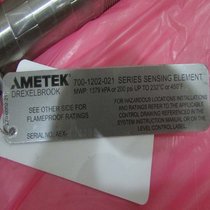 AMETEK
DREXELBROOK
700-1202-021 SERIES SENSING ELEMENT
MWP: 1379 kPA or 200 psi UP TO 232°C or 450°F
SEE OTHER SIDE FOR
FLAMEPROOF RATINGS
FOR HAZARDOUS LOCATIONS INSTALLATIONS
AND RATINGS REFER TO THE APPLICABLE
CONTROL DRAWING REFERENCED IN THE
SYSTEM INSTRUCTION MANUAL OR ON THE
LEVEL CONTROL LABEL
SERIAL NO. AEX-